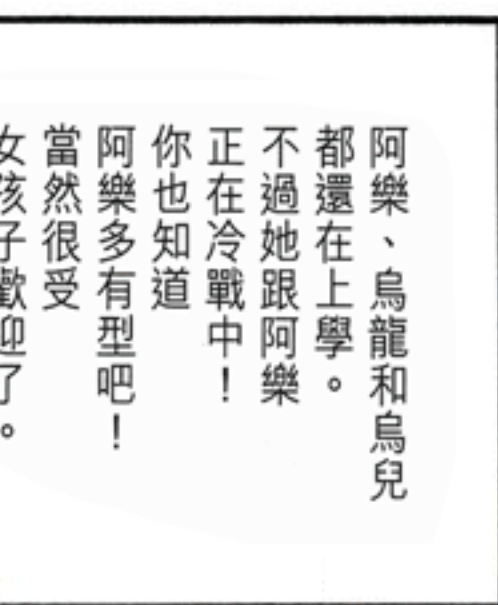 阿樂、烏龍和烏兒
都還在上學。
不過她跟阿樂
正在冷戰中！
你也知道
阿樂多有型吧！
當然很受
女孩子歡迎了。